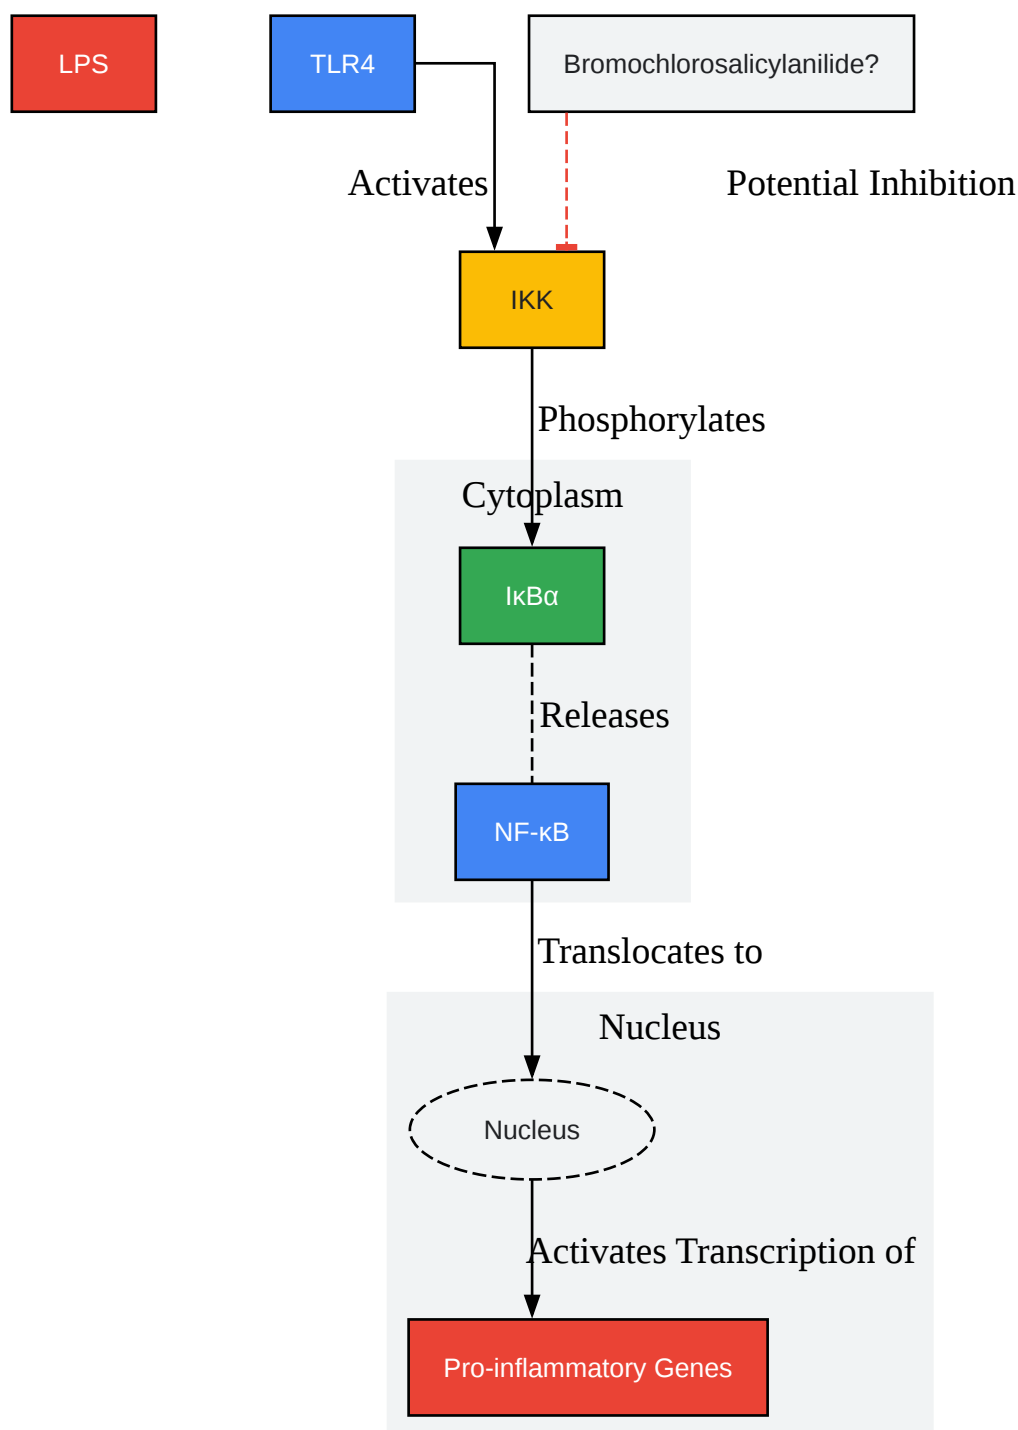 LPS
TLR4
Bromochlorosalicylanilide?
Activates
Potential Inhibition
IKK
Phosphorylates
Cytoplasm
IκBα
Releases
NF-κB
Translocates to
Nucleus
Nucleus
Activates Transcription of
Pro-inflammatory Genes